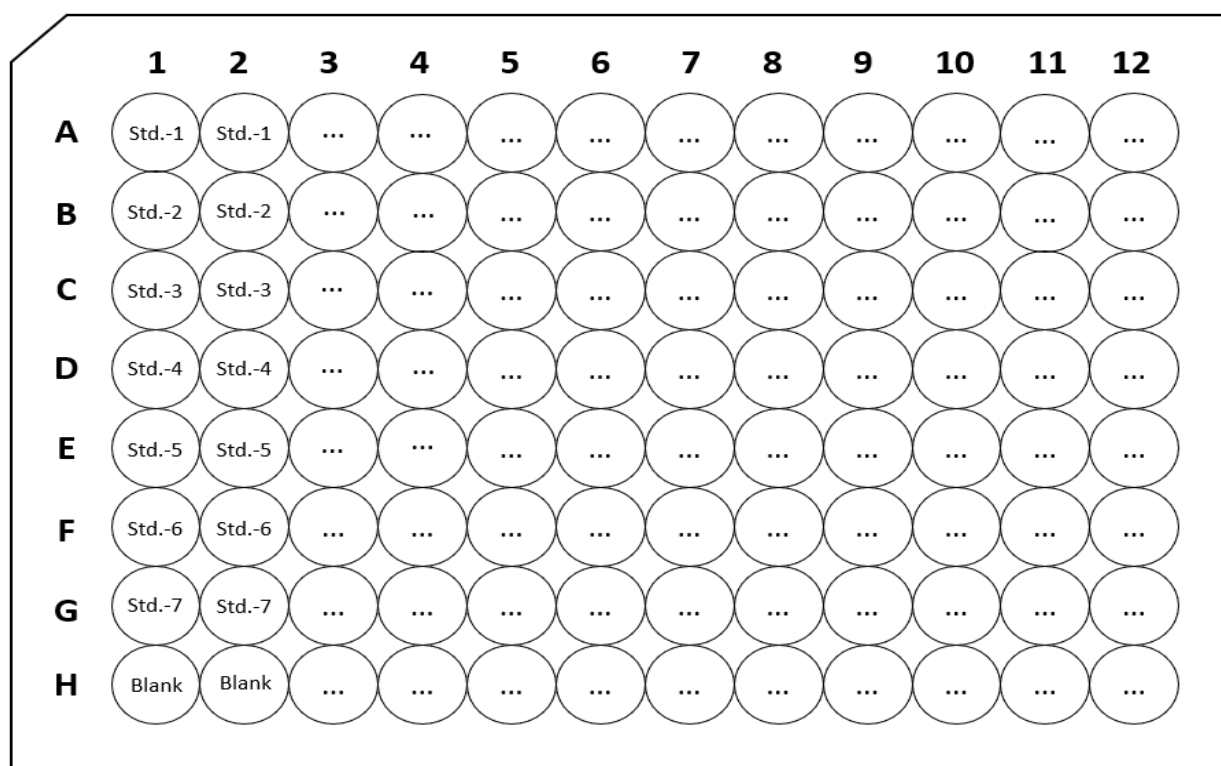 1 2 3 4 5 6 7 8 9 10 11 12
A Std.-1 Std.-1 ... ... ... ... ... ... ... ... ... ...
B Std.-2 Std.-2 ... ... ... ... ... ... ... ... ... ...
C Std.-3 Std.-3 ... ... ... ... ... ... ... ... ... ...
D Std.-4 Std.-4 ... ... ... ... ... ... ... ... ... ...
E Std.-5 Std.-5 ... ... ... ... ... ... ... ... ... ...
F Std.-6 Std.-6 ... ... ... ... ... ... ... ... ... ...
G Std.-7 Std.-7 ... ... ... ... ... ... ... ... ... ...
H Blank Blank ... ... ... ... ... ... ... ... ... ...